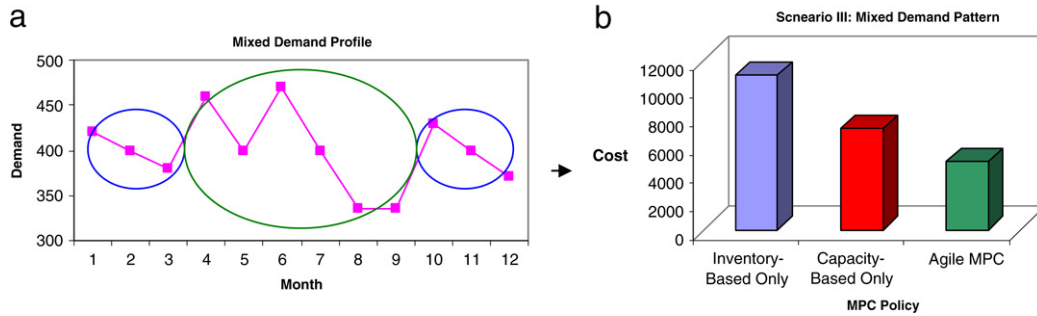 a
Mixed Demand Profile
500
450
400
350
300
Demand
1 2 3 4 5 6 7 8 9 10 11 12
Month
b
Scneario III: Mixed Demand Pattern
12000
10000
8000
6000
4000
2000
0
Cost
Inventory-
Based Only
Capacity-
Based Only
Agile MPC
MPC Policy